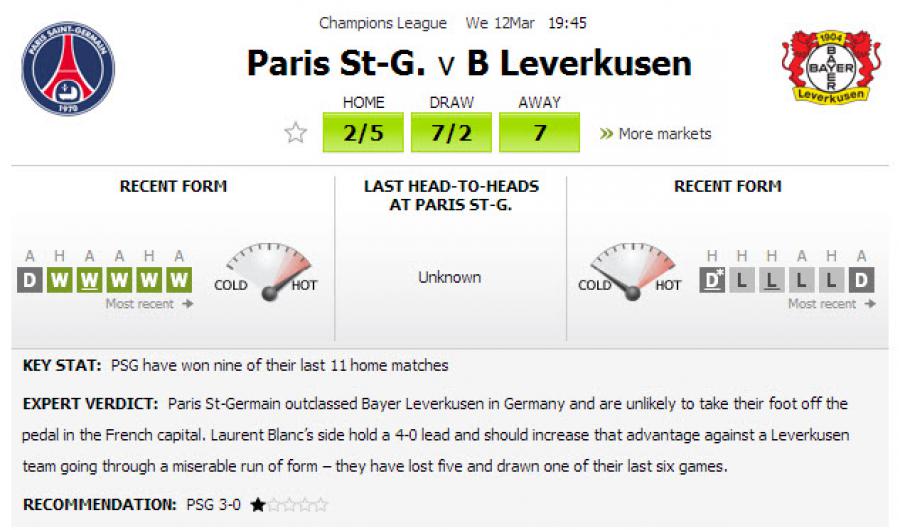 Champions League We 12Mar 19:45
PARIS SAINT-GERMAIN
1970
Paris St-G. v B Leverkusen
1904
BAYER
BAYER
Leverkusen
HOME DRAW AWAY
2/5 7/2 7 » More markets
RECENT FORM
A H A A H A
D W W W W W
Most recent →
COLD HOT
LAST HEAD-TO-HEADS
AT PARIS ST-G.
Unknown
RECENT FORM
COLD HOT
H H H A H A
D* L L L L D
Most recent →
KEY STAT: PSG have won nine of their last 11 home matches
EXPERT VERDICT: Paris St-Germain outclassed Bayer Leverkusen in Germany and are unlikely to take their foot off the
pedal in the French capital. Laurent Blanc's side hold a 4-0 lead and should increase that advantage against a Leverkusen
team going through a miserable run of form – they have lost five and drawn one of their last six games.
RECOMMENDATION: PSG 3-0 ★☆☆☆☆